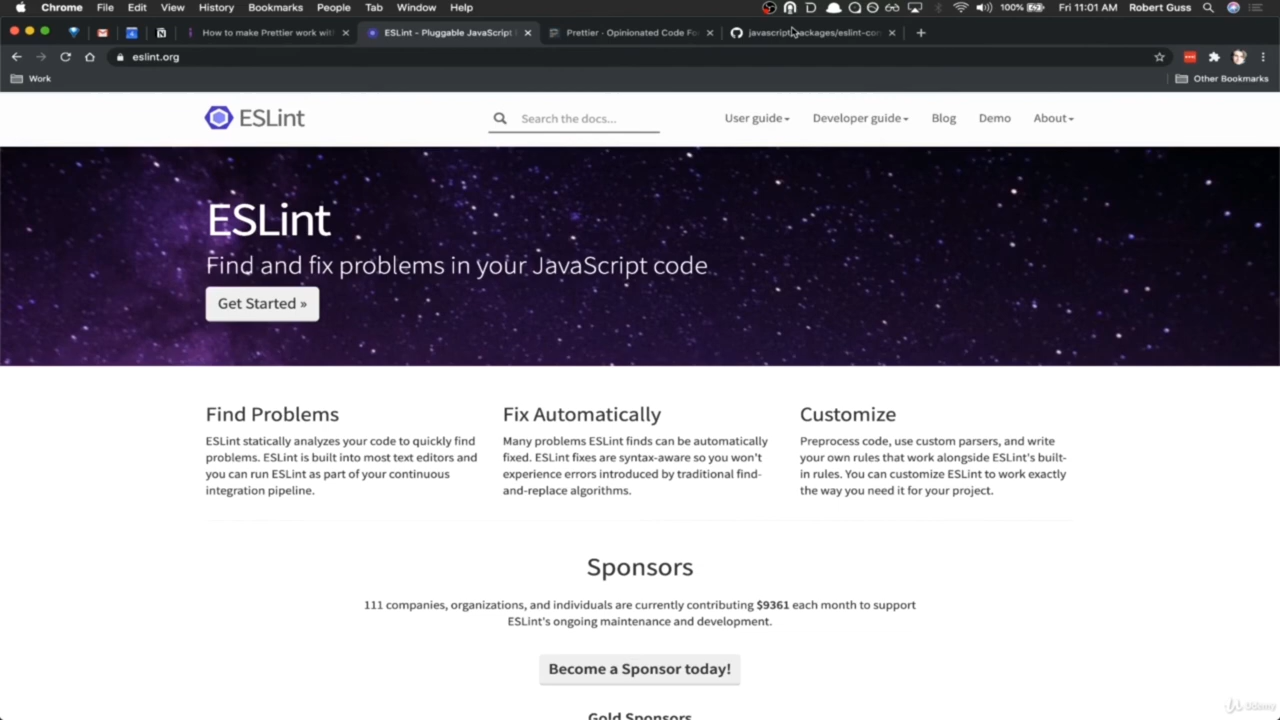 Chrome File Edit View History Bookmarks People Tab Window Help 100% Fri 11:01 AM Robert Guss
How to make Prettier work with ESLint - Pluggable JavaScript Prettier · Opinionated Code Fo javascript/packages/eslint-con
eslint.org
Work Other Bookmarks
ESLint Search the docs... User guide Developer guide Blog Demo About
ESLint
Find and fix problems in your JavaScript code
Get Started »
Find Problems
ESLint statically analyzes your code to quickly find
problems. ESLint is built into most text editors and
you can run ESLint as part of your continuous
integration pipeline.
Fix Automatically
Many problems ESLint finds can be automatically
fixed. ESLint fixes are syntax-aware so you won't
experience errors introduced by traditional find-
and-replace algorithms.
Customize
Preprocess code, use custom parsers, and write
your own rules that work alongside ESLint's built-
in rules. You can customize ESLint to work exactly
the way you need it for your project.
Sponsors
111 companies, organizations, and individuals are currently contributing $9361 each month to support
ESLint's ongoing maintenance and development.
Become a Sponsor today!
Gold Sponsors
Udemy